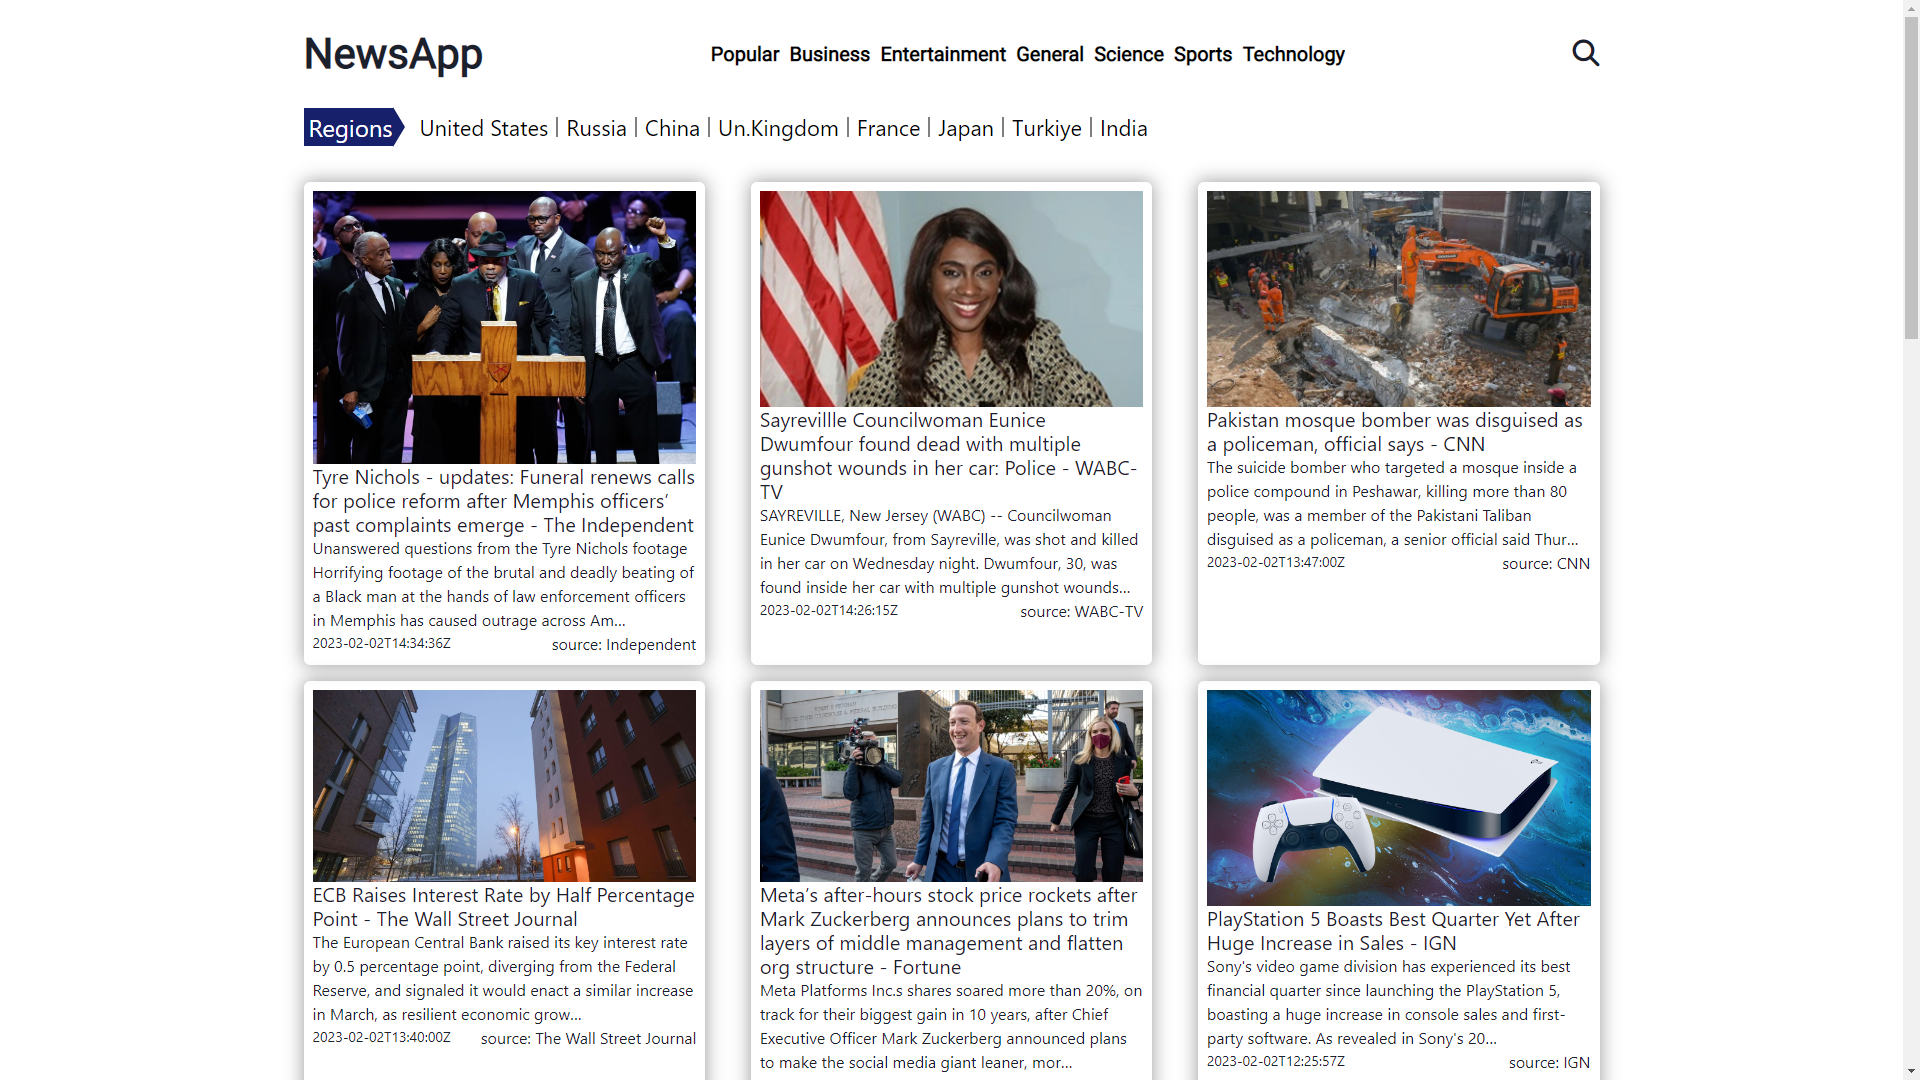 NewsApp
Popular Business Entertainment General Science Sports Technology
Regions
United States | Russia | China | Un.Kingdom | France | Japan | Turkiye | India
Tyre Nichols - updates: Funeral renews calls
for police reform after Memphis officers’
past complaints emerge - The Independent
Unanswered questions from the Tyre Nichols footage
Horrifying footage of the brutal and deadly beating of
a Black man at the hands of law enforcement officers
in Memphis has caused outrage across Am...
2023-02-02T14:34:36Z source: Independent
Sayrevillle Councilwoman Eunice
Dwumfour found dead with multiple
gunshot wounds in her car: Police - WABC-
TV
SAYREVILLE, New Jersey (WABC) -- Councilwoman
Eunice Dwumfour, from Sayreville, was shot and killed
in her car on Wednesday night. Dwumfour, 30, was
found inside her car with multiple gunshot wounds...
2023-02-02T14:26:15Z source: WABC-TV
Pakistan mosque bomber was disguised as
a policeman, official says - CNN
The suicide bomber who targeted a mosque inside a
police compound in Peshawar, killing more than 80
people, was a member of the Pakistani Taliban
disguised as a policeman, a senior official said Thur...
2023-02-02T13:47:00Z source: CNN
ECB Raises Interest Rate by Half Percentage
Point - The Wall Street Journal
The European Central Bank raised its key interest rate
by 0.5 percentage point, diverging from the Federal
Reserve, and signaled it would enact a similar increase
in March, as resilient economic grow...
2023-02-02T13:40:00Z source: The Wall Street Journal
Meta’s after-hours stock price rockets after
Mark Zuckerberg announces plans to trim
layers of middle management and flatten
org structure - Fortune
Meta Platforms Inc.s shares soared more than 20%, on
track for their biggest gain in 10 years, after Chief
Executive Officer Mark Zuckerberg announced plans
to make the social media giant leaner, mor...
PlayStation 5 Boasts Best Quarter Yet After
Huge Increase in Sales - IGN
Sony's video game division has experienced its best
financial quarter since launching the PlayStation 5,
boasting a huge increase in console sales and first-
party software. As revealed in Sony's 20...
2023-02-02T12:25:57Z source: IGN